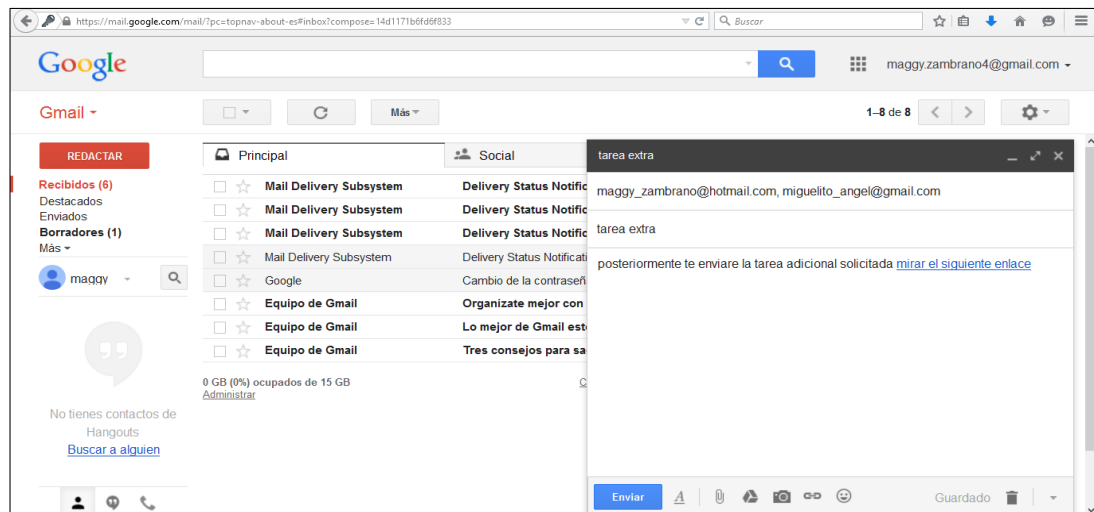 https://mail.google.com/mail/?pc=topnav-about-es#inbox?compose=14d1171b6fd6f833
Buscar
Google
maggy.zambrano4@gmail.com
Gmail
Más
1–8 de 8
REDACTAR
Recibidos (6)
Destacados
Enviados
Borradores (1)
Más
maggy
No tienes contactos de
Hangouts
Buscar a alguien
Principal
Social
Mail Delivery Subsystem Delivery Status Notific
Mail Delivery Subsystem Delivery Status Notific
Mail Delivery Subsystem Delivery Status Notific
Mail Delivery Subsystem Delivery Status Notificati
Google Cambio de la contraseñ
Equipo de Gmail Organízate mejor con
Equipo de Gmail Lo mejor de Gmail est
Equipo de Gmail Tres consejos para sa
0 GB (0%) ocupados de 15 GB
Administrar
C
tarea extra
maggy_zambrano@hotmail.com, miguelito_angel@gmail.com
tarea extra
posteriormente te enviare la tarea adicional solicitada mirar el siguiente enlace
Enviar
A
Guardado